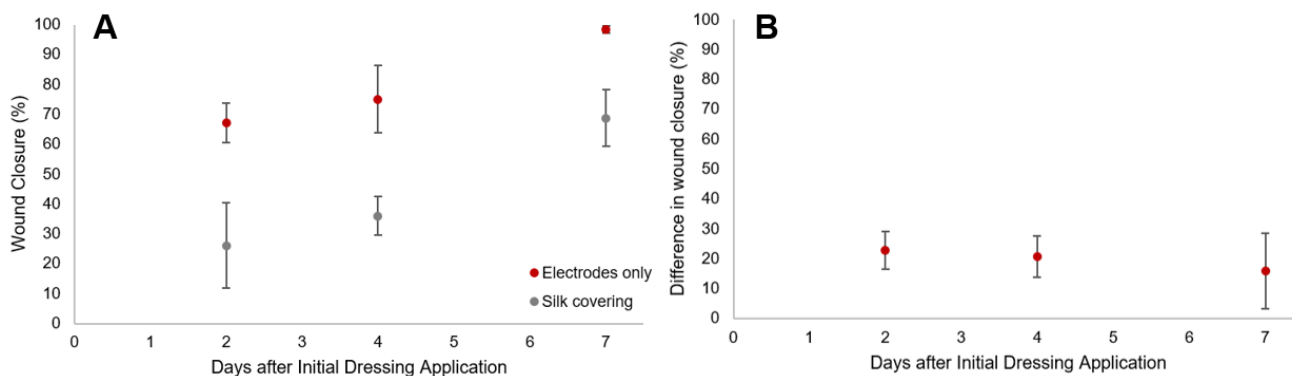 A
Wound Closure (%)
100
90
80
70
60
50
40
30
20
10
0
0 1 2 3 4 5 6 7
Days after Initial Dressing Application
Electrodes only
Silk covering
B
Difference in wound closure (%)
100
90
80
70
60
50
40
30
20
10
0
0 1 2 3 4 5 6 7
Days after Initial Dressing Application